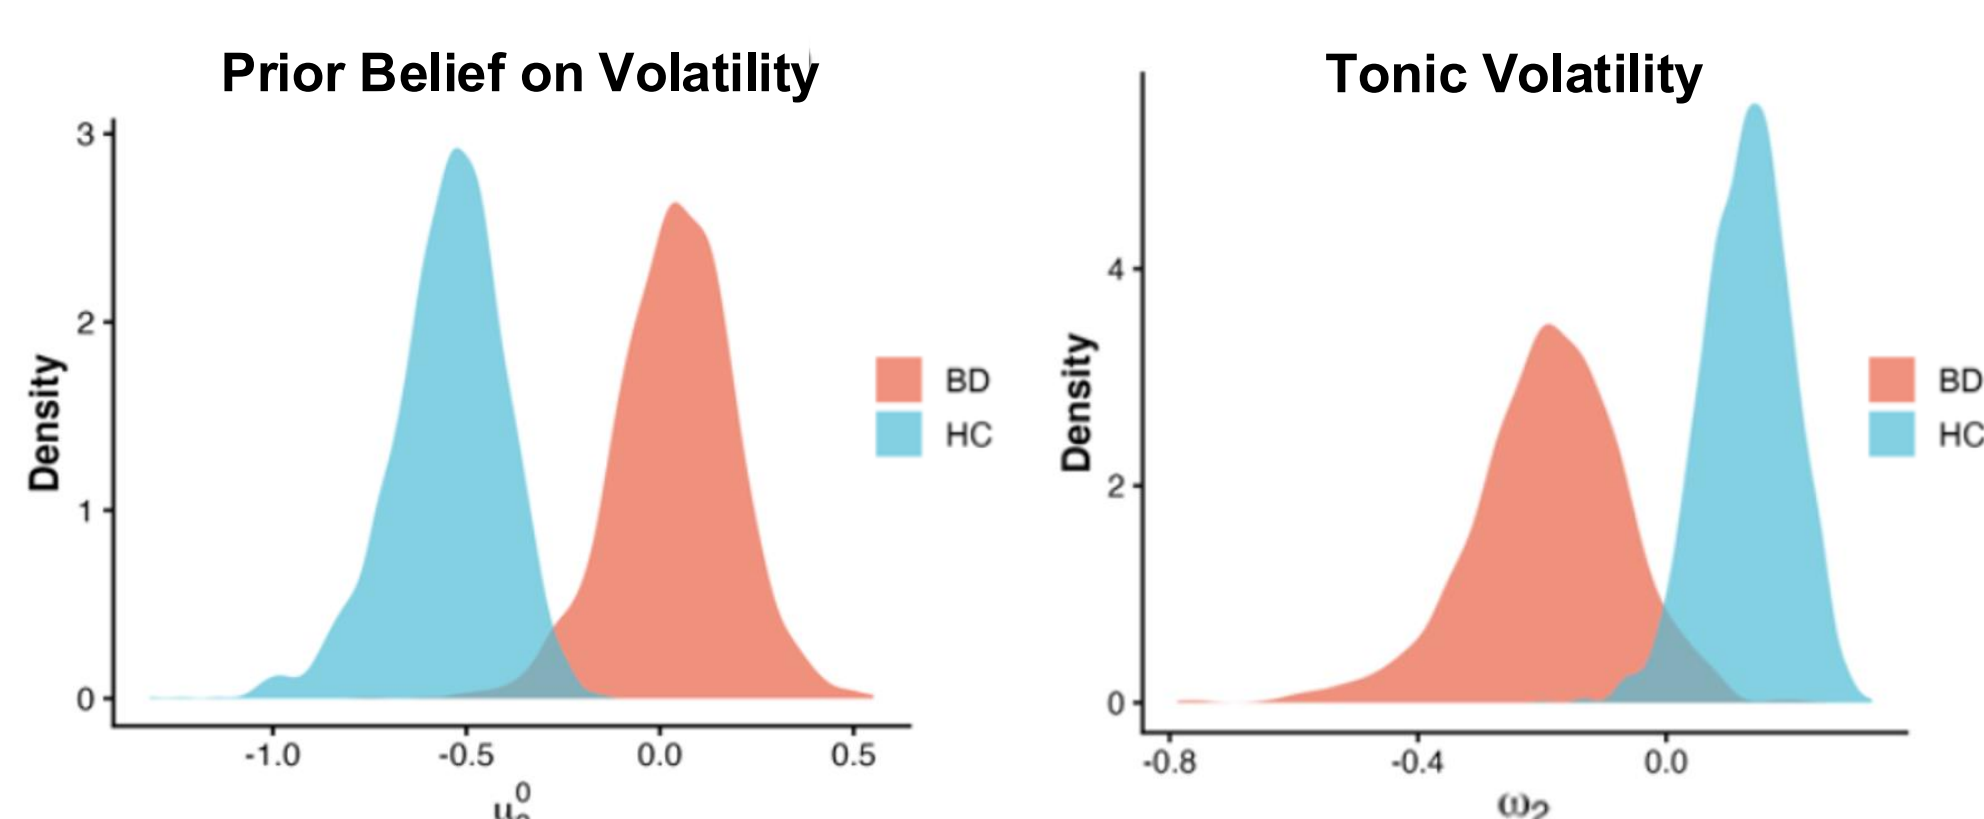 Prior Belief on Volatility
3
2
1
0
Density
-1.0 -0.5 0.0 0.5
BD
HC
Tonic Volatility
4
2
0
Density
-0.8 -0.4 0.0
ω2
BD
HC